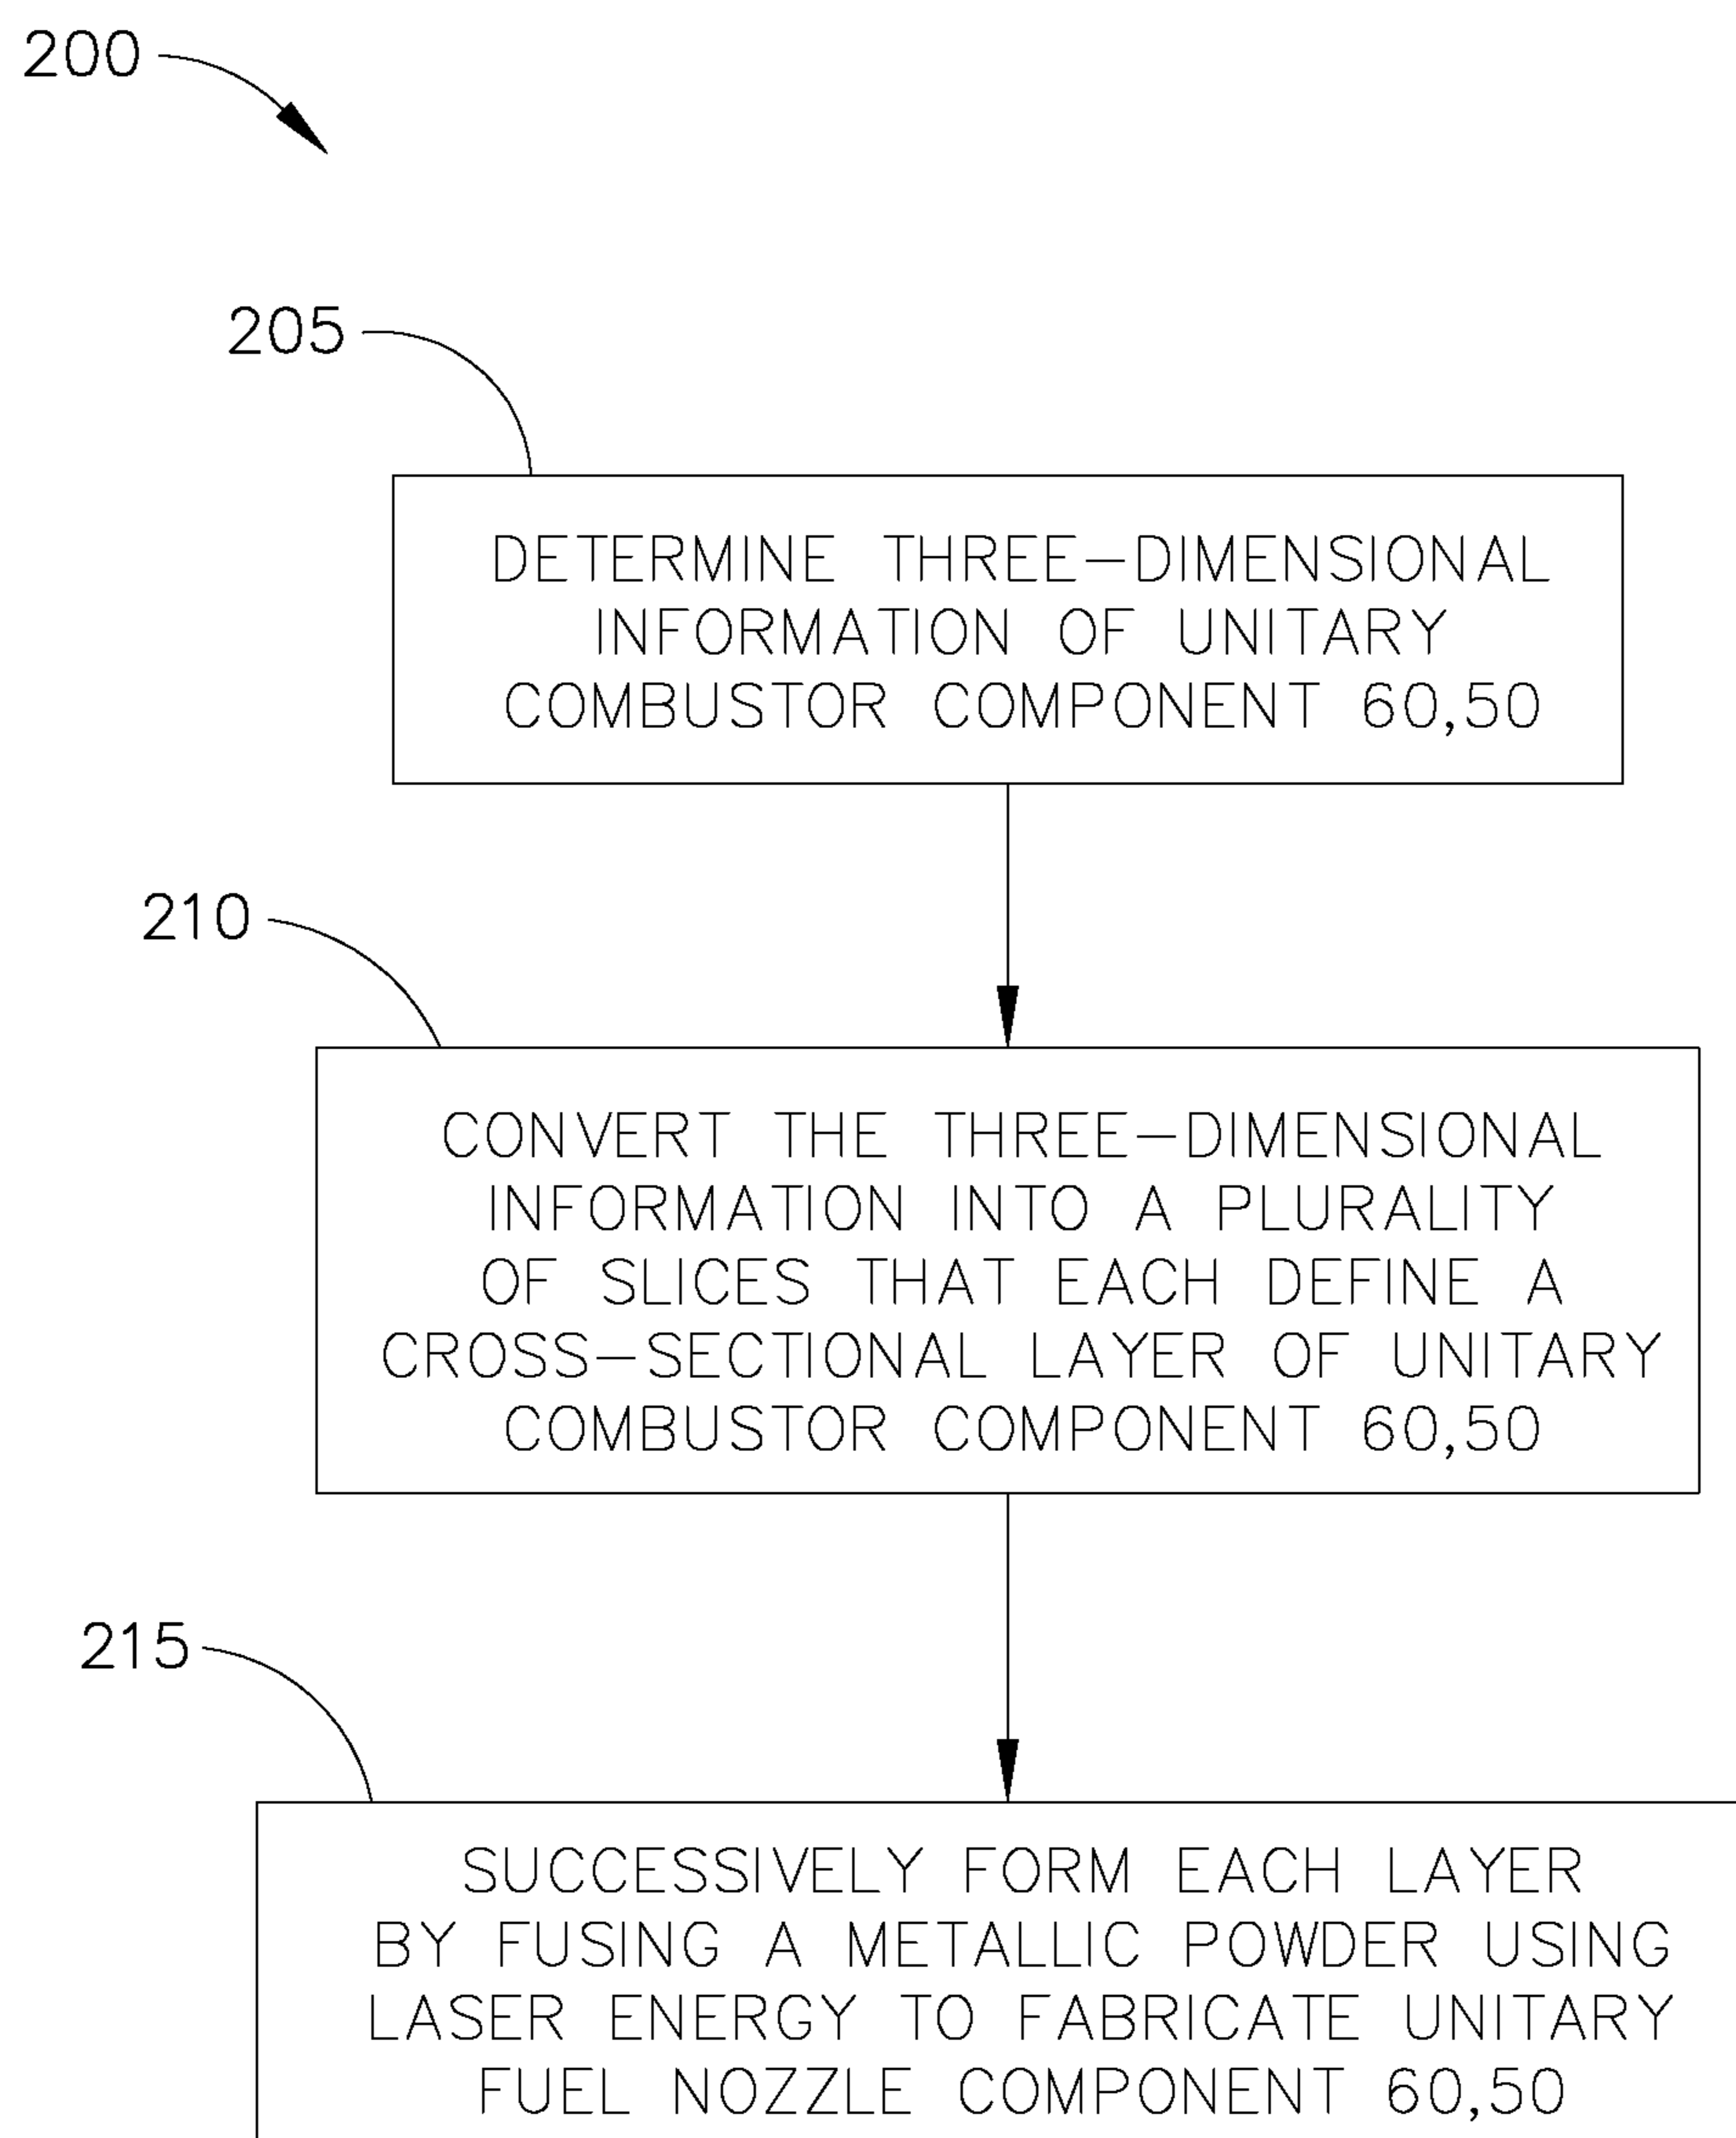 200
205
DETERMINE THREE-DIMENSIONAL
INFORMATION OF UNITARY
COMBUSTOR COMPONENT 60,50
210
CONVERT THE THREE-DIMENSIONAL
INFORMATION INTO A PLURALITY
OF SLICES THAT EACH DEFINE A
CROSS-SECTIONAL LAYER OF UNITARY
COMBUSTOR COMPONENT 60,50
215
SUCCESSIVELY FORM EACH LAYER
BY FUSING A METALLIC POWDER USING
LASER ENERGY TO FABRICATE UNITARY
FUEL NOZZLE COMPONENT 60,50